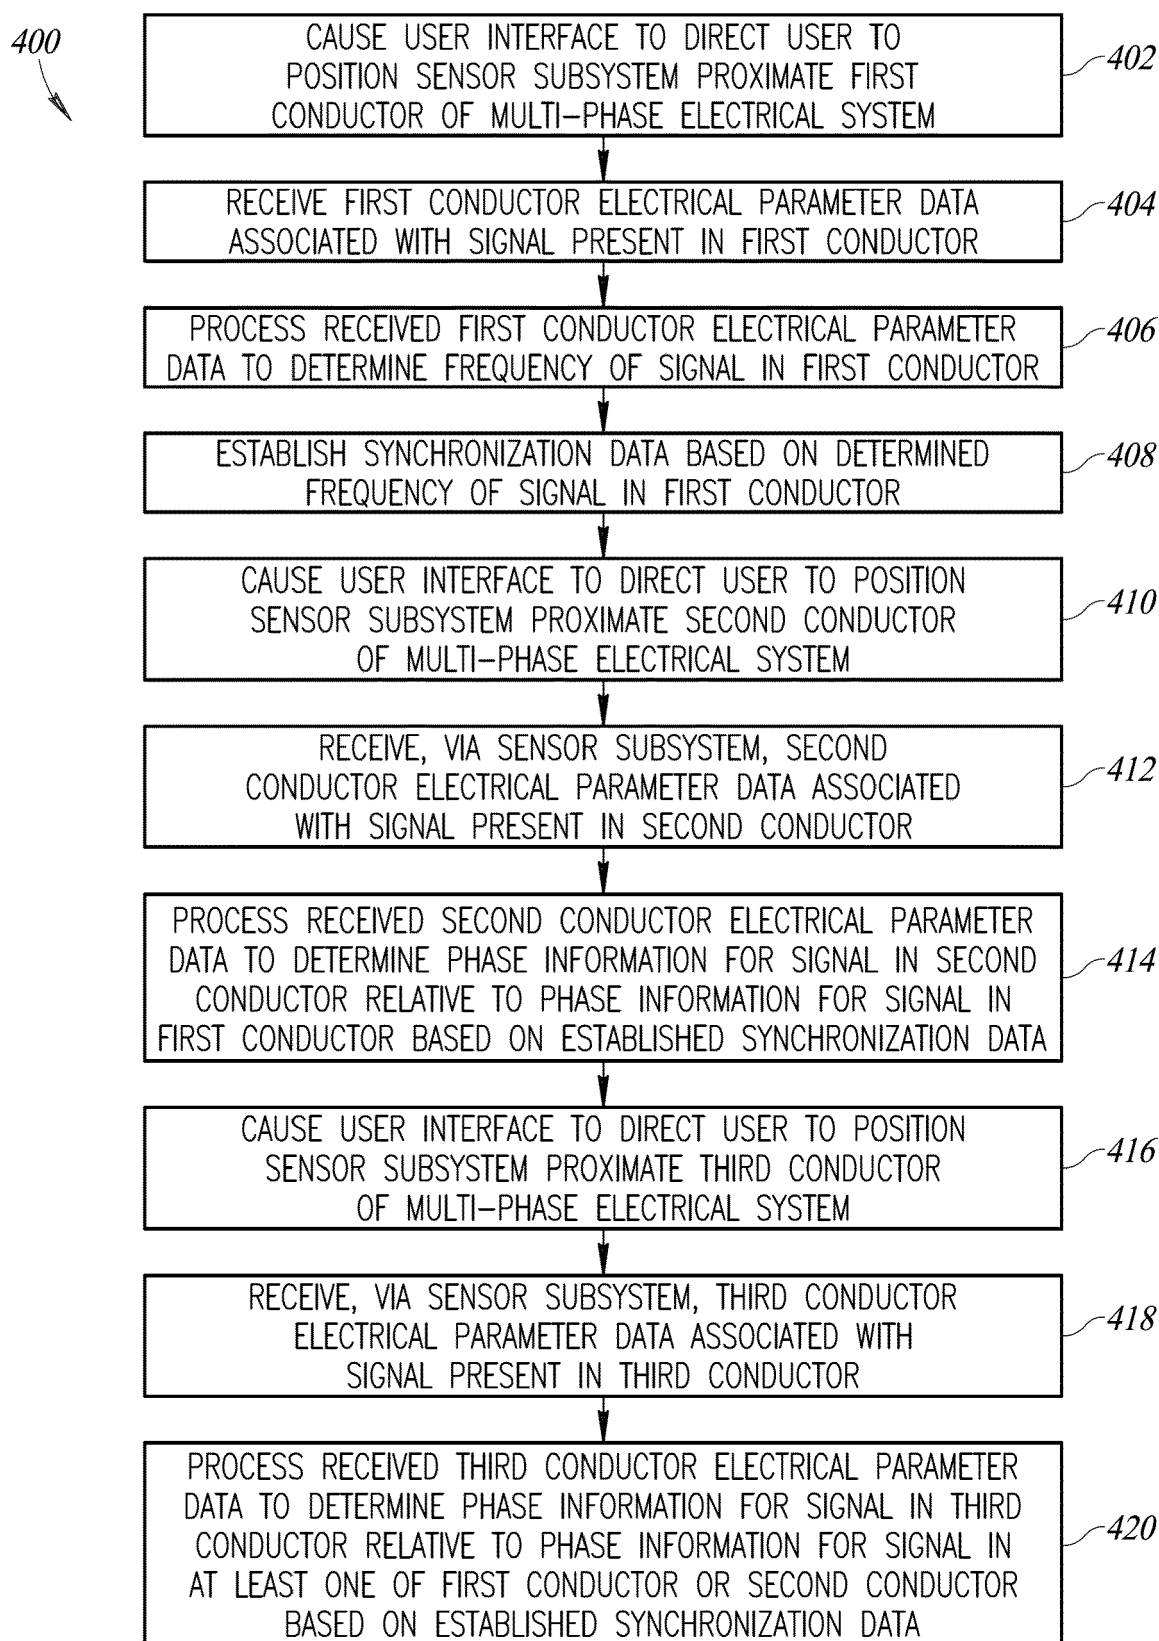 400
CAUSE USER INTERFACE TO DIRECT USER TO
POSITION SENSOR SUBSYSTEM PROXIMATE FIRST
CONDUCTOR OF MULTI-PHASE ELECTRICAL SYSTEM
402
RECEIVE FIRST CONDUCTOR ELECTRICAL PARAMETER DATA
ASSOCIATED WITH SIGNAL PRESENT IN FIRST CONDUCTOR
404
PROCESS RECEIVED FIRST CONDUCTOR ELECTRICAL PARAMETER
DATA TO DETERMINE FREQUENCY OF SIGNAL IN FIRST CONDUCTOR
406
ESTABLISH SYNCHRONIZATION DATA BASED ON DETERMINED
FREQUENCY OF SIGNAL IN FIRST CONDUCTOR
408
CAUSE USER INTERFACE TO DIRECT USER TO POSITION
SENSOR SUBSYSTEM PROXIMATE SECOND CONDUCTOR
OF MULTI-PHASE ELECTRICAL SYSTEM
410
RECEIVE, VIA SENSOR SUBSYSTEM, SECOND
CONDUCTOR ELECTRICAL PARAMETER DATA ASSOCIATED
WITH SIGNAL PRESENT IN SECOND CONDUCTOR
412
PROCESS RECEIVED SECOND CONDUCTOR ELECTRICAL PARAMETER
DATA TO DETERMINE PHASE INFORMATION FOR SIGNAL IN SECOND
CONDUCTOR RELATIVE TO PHASE INFORMATION FOR SIGNAL IN
FIRST CONDUCTOR BASED ON ESTABLISHED SYNCHRONIZATION DATA
414
CAUSE USER INTERFACE TO DIRECT USER TO POSITION
SENSOR SUBSYSTEM PROXIMATE THIRD CONDUCTOR
OF MULTI-PHASE ELECTRICAL SYSTEM
416
RECEIVE, VIA SENSOR SUBSYSTEM, THIRD CONDUCTOR
ELECTRICAL PARAMETER DATA ASSOCIATED WITH
SIGNAL PRESENT IN THIRD CONDUCTOR
418
PROCESS RECEIVED THIRD CONDUCTOR ELECTRICAL PARAMETER
DATA TO DETERMINE PHASE INFORMATION FOR SIGNAL IN THIRD
CONDUCTOR RELATIVE TO PHASE INFORMATION FOR SIGNAL IN
AT LEAST ONE OF FIRST CONDUCTOR OR SECOND CONDUCTOR
BASED ON ESTABLISHED SYNCHRONIZATION DATA
420